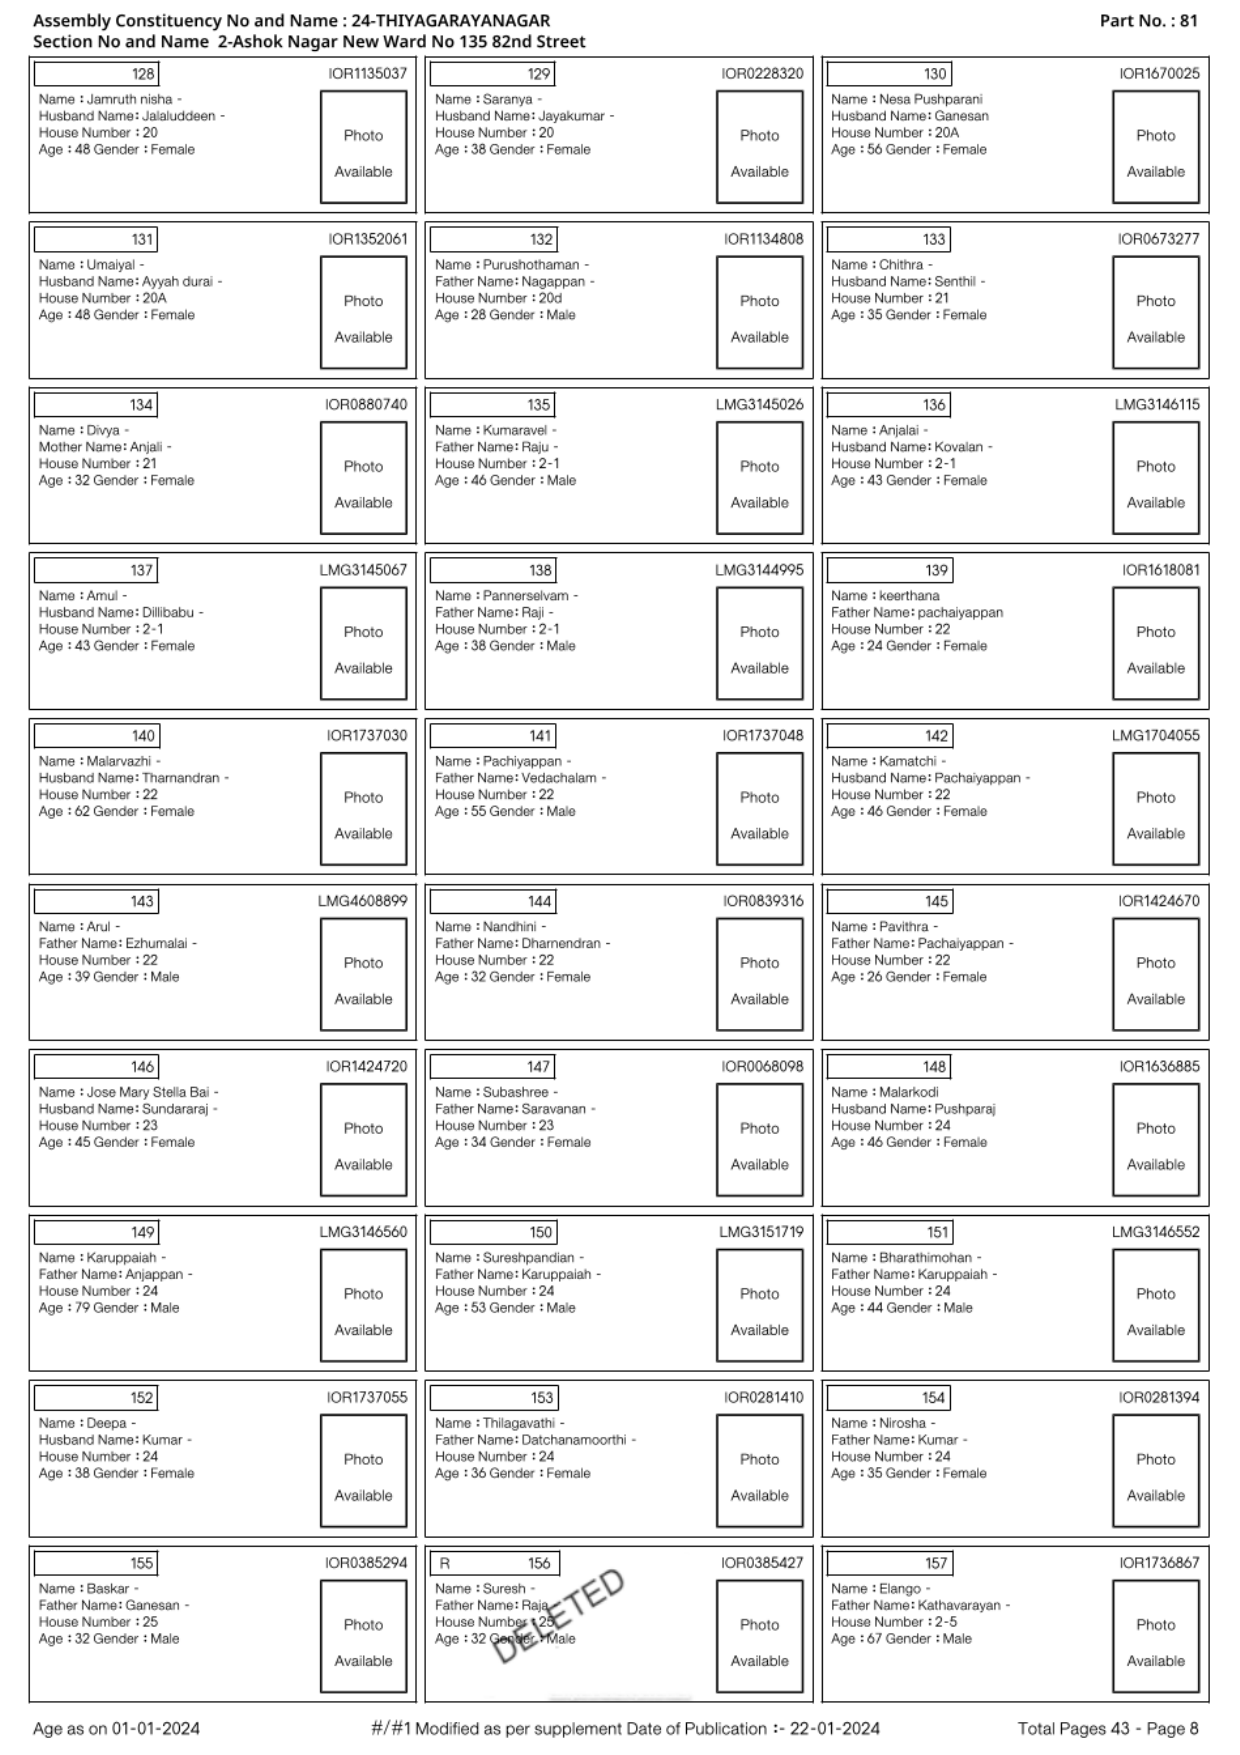 Assembly Constituency No and Name : 24-THIYAGARAYANAGAR
Part No. : 81
Section No and Name 2-Ashok Nagar New Ward No 135 82nd Street
128 IOR1135037
Name : Jamruth nisha -
Husband Name: Jalaluddeen -
House Number : 20
Age : 48 Gender : Female
Photo
Available
129 IOR0228320
Name : Saranya -
Husband Name: Jayakumar -
House Number : 20
Age : 38 Gender : Female
Photo
Available
130 IOR1670025
Name : Nesa Pushparani
Husband Name: Ganesan
House Number : 20A
Age : 56 Gender : Female
Photo
Available
131 IOR1352061
Name : Umaiyal -
Husband Name: Ayyah durai -
House Number : 20A
Age : 48 Gender : Female
Photo
Available
132 IOR1134808
Name : Purushothaman -
Father Name: Nagappan -
House Number : 20d
Age : 28 Gender : Male
Photo
Available
133 IOR0673277
Name : Chithra -
Husband Name: Senthil -
House Number : 21
Age : 35 Gender : Female
Photo
Available
134 IOR0880740
Name : Divya -
Mother Name: Anjali -
House Number : 21
Age : 32 Gender : Female
Photo
Available
135 LMG3145026
Name : Kumaravel -
Father Name: Raju -
House Number : 2-1
Age : 46 Gender : Male
Photo
Available
136 LMG3146115
Name : Anjalai -
Husband Name: Kovalan -
House Number : 2-1
Age : 43 Gender : Female
Photo
Available
137 LMG3145067
Name : Amul -
Husband Name: Dillibabu -
House Number : 2-1
Age : 43 Gender : Female
Photo
Available
138 LMG3144995
Name : Pannerselvam -
Father Name: Raji -
House Number : 2-1
Age : 38 Gender : Male
Photo
Available
139 IOR1618081
Name : keerthana
Father Name: pachaiyappan
House Number : 22
Age : 24 Gender : Female
Photo
Available
140 IOR1737030
Name : Malarvazhi -
Husband Name: Tharnandran -
House Number : 22
Age : 62 Gender : Female
Photo
Available
141 IOR1737048
Name : Pachiyappan -
Father Name: Vedachalam -
House Number : 22
Age : 55 Gender : Male
Photo
Available
142 LMG1704055
Name : Kamatchi -
Husband Name: Pachaiyappan -
House Number : 22
Age : 46 Gender : Female
Photo
Available
143 LMG4608899
Name : Arul -
Father Name: Ezhumalai -
House Number : 22
Age : 39 Gender : Male
Photo
Available
144 IOR0839316
Name : Nandhini -
Father Name: Dharnendran -
House Number : 22
Age : 32 Gender : Female
Photo
Available
145 IOR1424670
Name : Pavithra -
Father Name: Pachaiyappan -
House Number : 22
Age : 26 Gender : Female
Photo
Available
146 IOR1424720
Name : Jose Mary Stella Bai -
Husband Name: Sundararaj -
House Number : 23
Age : 45 Gender : Female
Photo
Available
147 IOR0068098
Name : Subashree -
Father Name: Saravanan -
House Number : 23
Age : 34 Gender : Female
Photo
Available
148 IOR1636885
Name : Malarkodi
Husband Name: Pushparaj
House Number : 24
Age : 46 Gender : Female
Photo
Available
149 LMG3146560
Name : Karuppaiah -
Father Name: Anjappan -
House Number : 24
Age : 79 Gender : Male
Photo
Available
150 LMG3151719
Name : Sureshpandian -
Father Name: Karuppaiah -
House Number : 24
Age : 53 Gender : Male
Photo
Available
151 LMG3146552
Name : Bharathimohan -
Father Name: Karuppaiah -
House Number : 24
Age : 44 Gender : Male
Photo
Available
152 IOR1737055
Name : Deepa -
Husband Name: Kumar -
House Number : 24
Age : 38 Gender : Female
Photo
Available
153 IOR0281410
Name : Thilagavathi -
Father Name: Datchanamoorthi -
House Number : 24
Age : 36 Gender : Female
Photo
Available
154 IOR0281394
Name : Nirosha -
Father Name: Kumar -
House Number : 24
Age : 35 Gender : Female
Photo
Available
155 IOR0385294
Name : Baskar -
Father Name: Ganesan -
House Number : 25
Age : 32 Gender : Male
Photo
Available
R 156 IOR0385427
Name : Suresh -
Father Name: Raja
House Number : 25
Age : 32 Gender : Male
DELETED
Photo
Available
157 IOR1736867
Name : Elango -
Father Name: Kathavarayan -
House Number : 2-5
Age : 67 Gender : Male
Photo
Available
Age as on 01-01-2024
#/#1 Modified as per supplement Date of Publication :- 22-01-2024
Total Pages 43 - Page 8